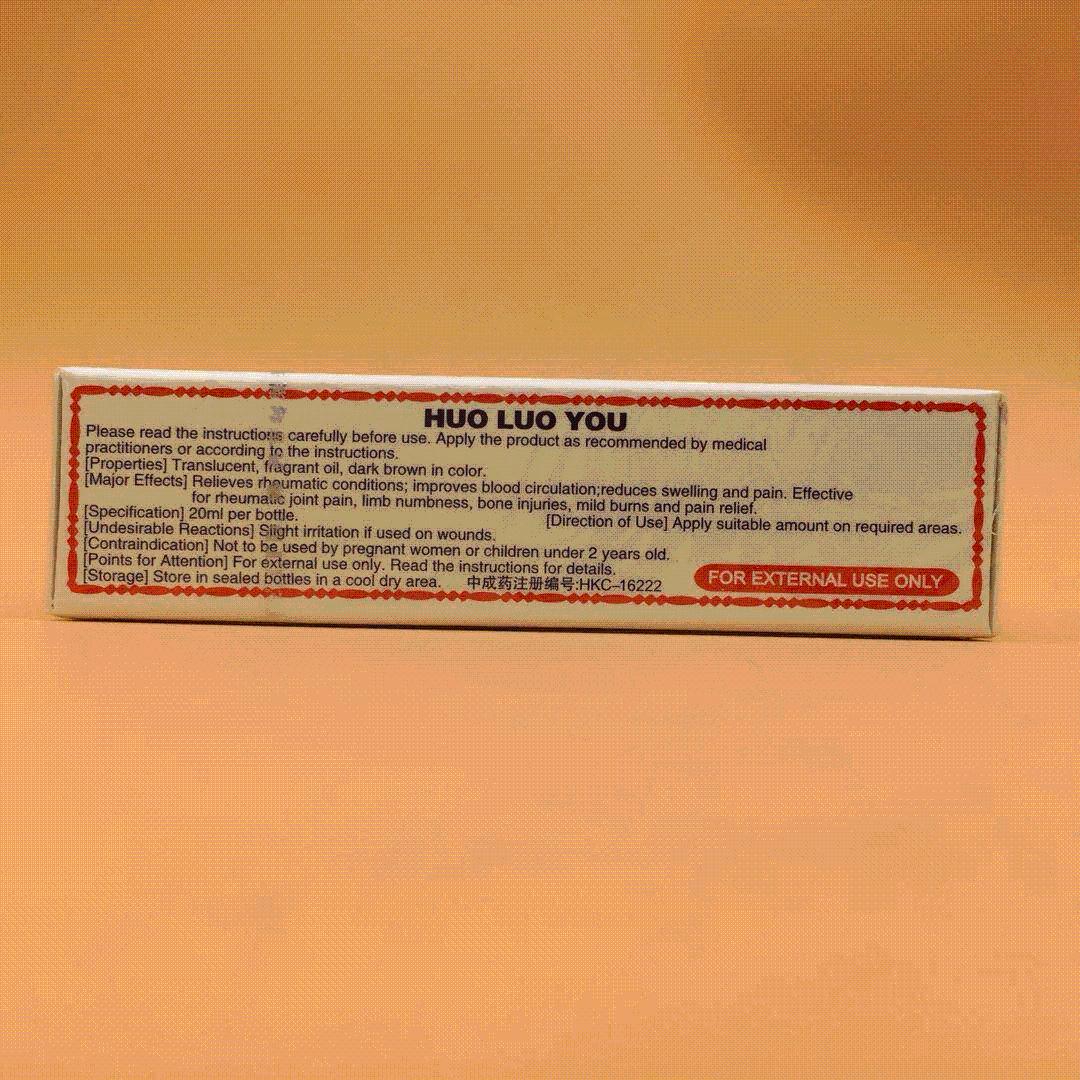 HUO LUO YOU
Please read the instructions carefully before use. Apply the product as recommended by medical
practitioners or according to the instructions.
[Properties] Translucent, fragrant oil, dark brown in color.
[Major Effects] Relieves rheumatic conditions; improves blood circulation;reduces swelling and pain. Effective
for rheumatic joint pain, limb numbness, bone injuries, mild burns and pain relief.
[Specification] 20ml per bottle.
[Direction of Use] Apply suitable amount on required areas.
[Undesirable Reactions] Slight irritation if used on wounds.
[Contraindication] Not to be used by pregnant women or children under 2 years old.
[Points for Attention] For external use only. Read the instructions for details.
[Storage] Store in sealed bottles in a cool dry area. 中成药注册编号:HKC–16222
FOR EXTERNAL USE ONLY